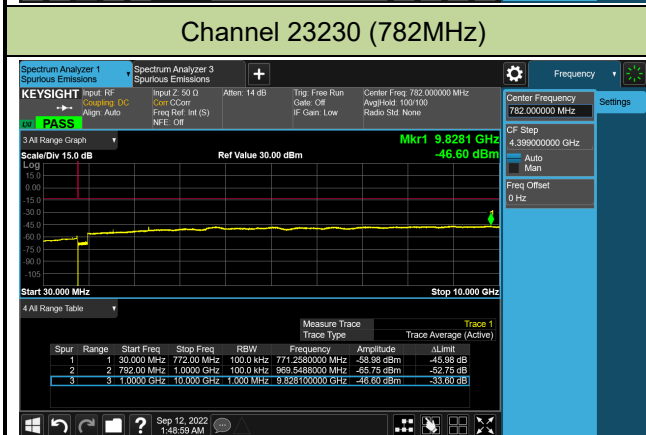 Channel 23230 (782MHz)
Spectrum Analyzer 1
Spurious Emissions
Spectrum Analyzer 3
Spurious Emissions
+
Frequency
KEYSIGHT
Input: RF
Coupling: DC
Align: Auto
Input Z: 50 Ω
Corr CCorr
Freq Ref: Int (S)
NFE: Off
Atten: 14 dB
Trig: Free Run
Gate: Off
IF Gain: Low
Center Freq: 782.000000 MHz
Avg|Hold: 100/100
Radio Std: None
PASS
Center Frequency
782.000000 MHz
Settings
CF Step
4.399000000 GHz
Auto
Man
Freq Offset
0 Hz
3 All Range Graph
Mkr1 9.8281 GHz
Scale/Div 15.0 dB
Ref Value 30.00 dBm
-46.60 dBm
Log
15.0
0.00
-15.0
-30.0
-45.0
-60.0
-75.0
-90.0
-105
Start 30.000 MHz
Stop 10.000 GHz
4 All Range Table
Measure Trace Trace 1
Trace Type Trace Average (Active)
Spur Range Start Freq Stop Freq RBW Frequency Amplitude ΔLimit
1 1 30.000 MHz 772.00 MHz 100.0 kHz 771.2580000 MHz -58.98 dBm -45.98 dB
2 2 792.00 MHz 1.0000 GHz 100.0 kHz 969.5488000 MHz -65.75 dBm -52.75 dB
3 3 1.0000 GHz 10.000 GHz 1.000 MHz 9.828100000 GHz -46.60 dBm -33.60 dB
?
Sep 12, 2022
1:48:59 AM